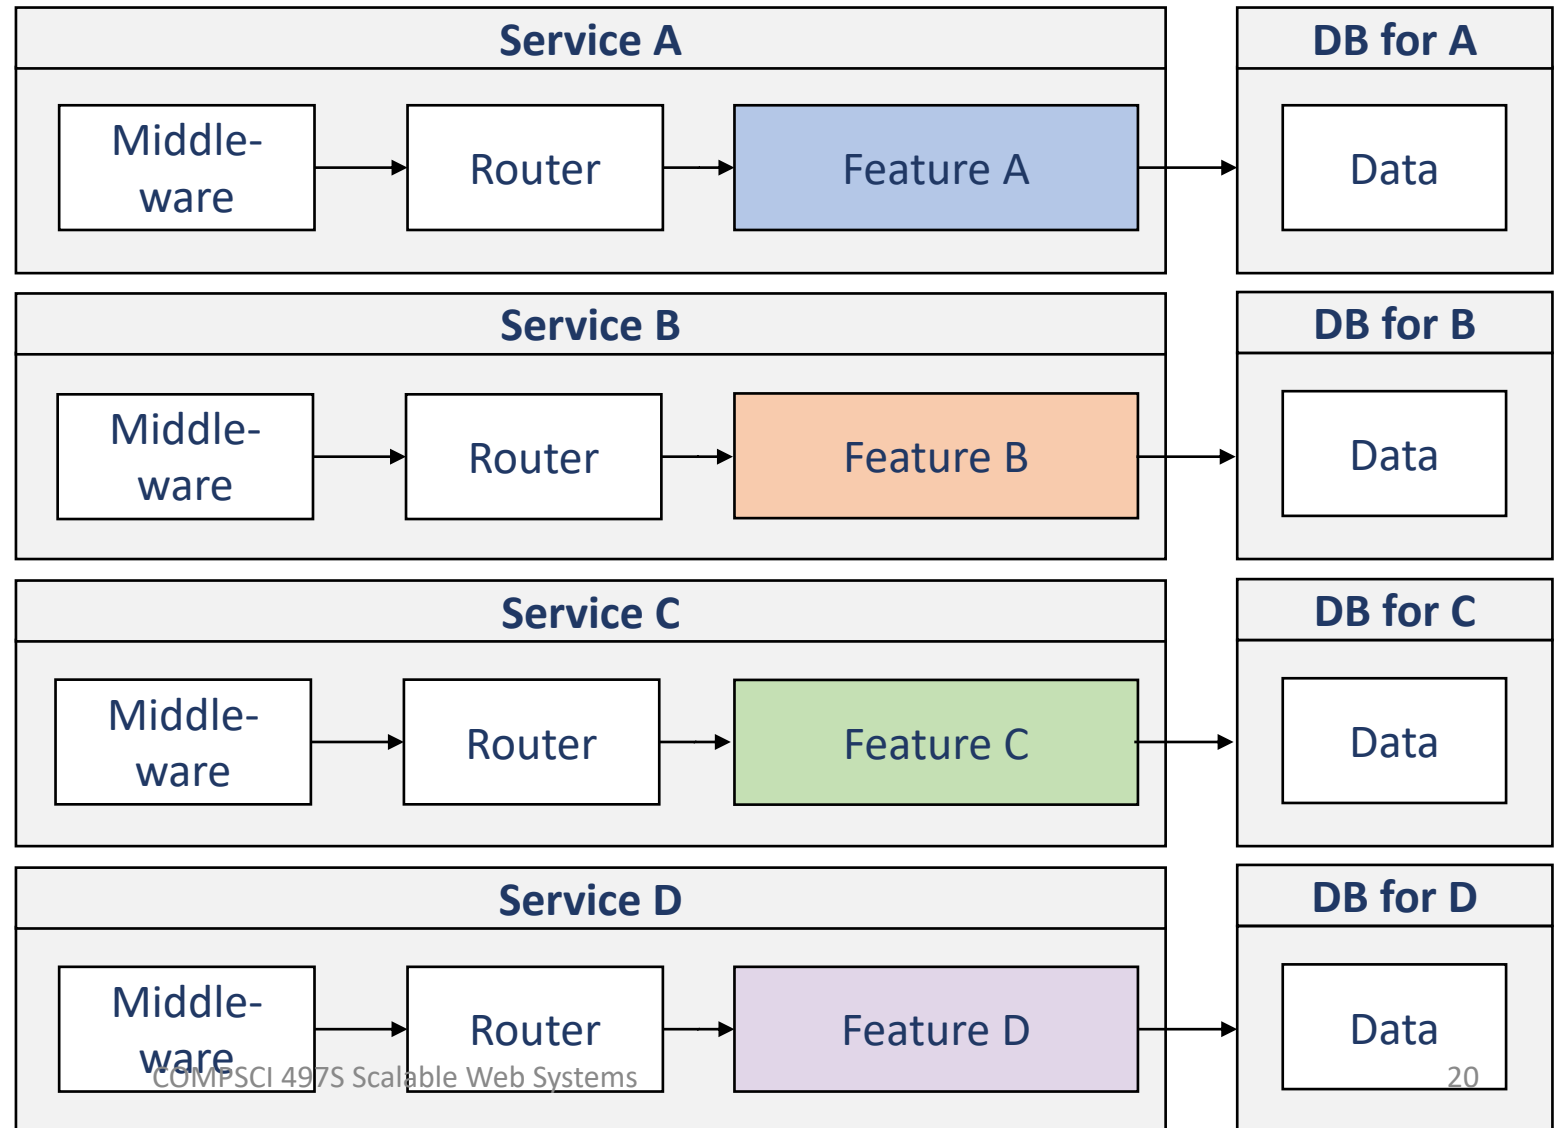 Service A
DB for A
Middle-
ware
Router
Feature A
Data
Service B
DB for B
Middle-
ware
Router
Feature B
Data
Service C
DB for C
Middle-
ware
Router
Feature C
Data
Service D
DB for D
Middle-
ware
Router
Feature D
Data
COMPSCI 497S Scalable Web Systems
20